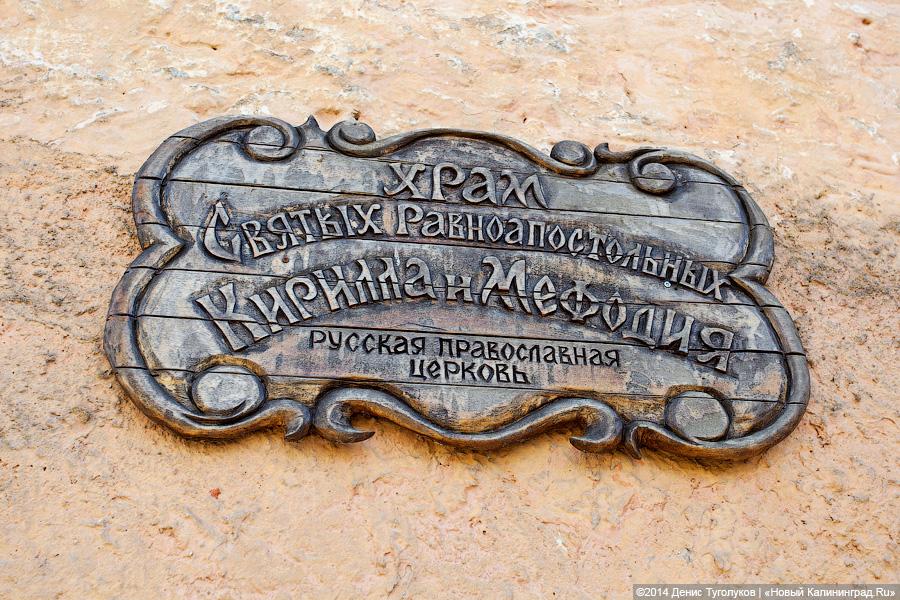 ХРАМ
Святых Равноапостольных
Кирилла и Мефодия
РУССКАЯ ПРАВОСЛАВНАЯ
ЦЕРКОВЬ
©2014 Денис Туголуков | «Новый Калининград.Ru»